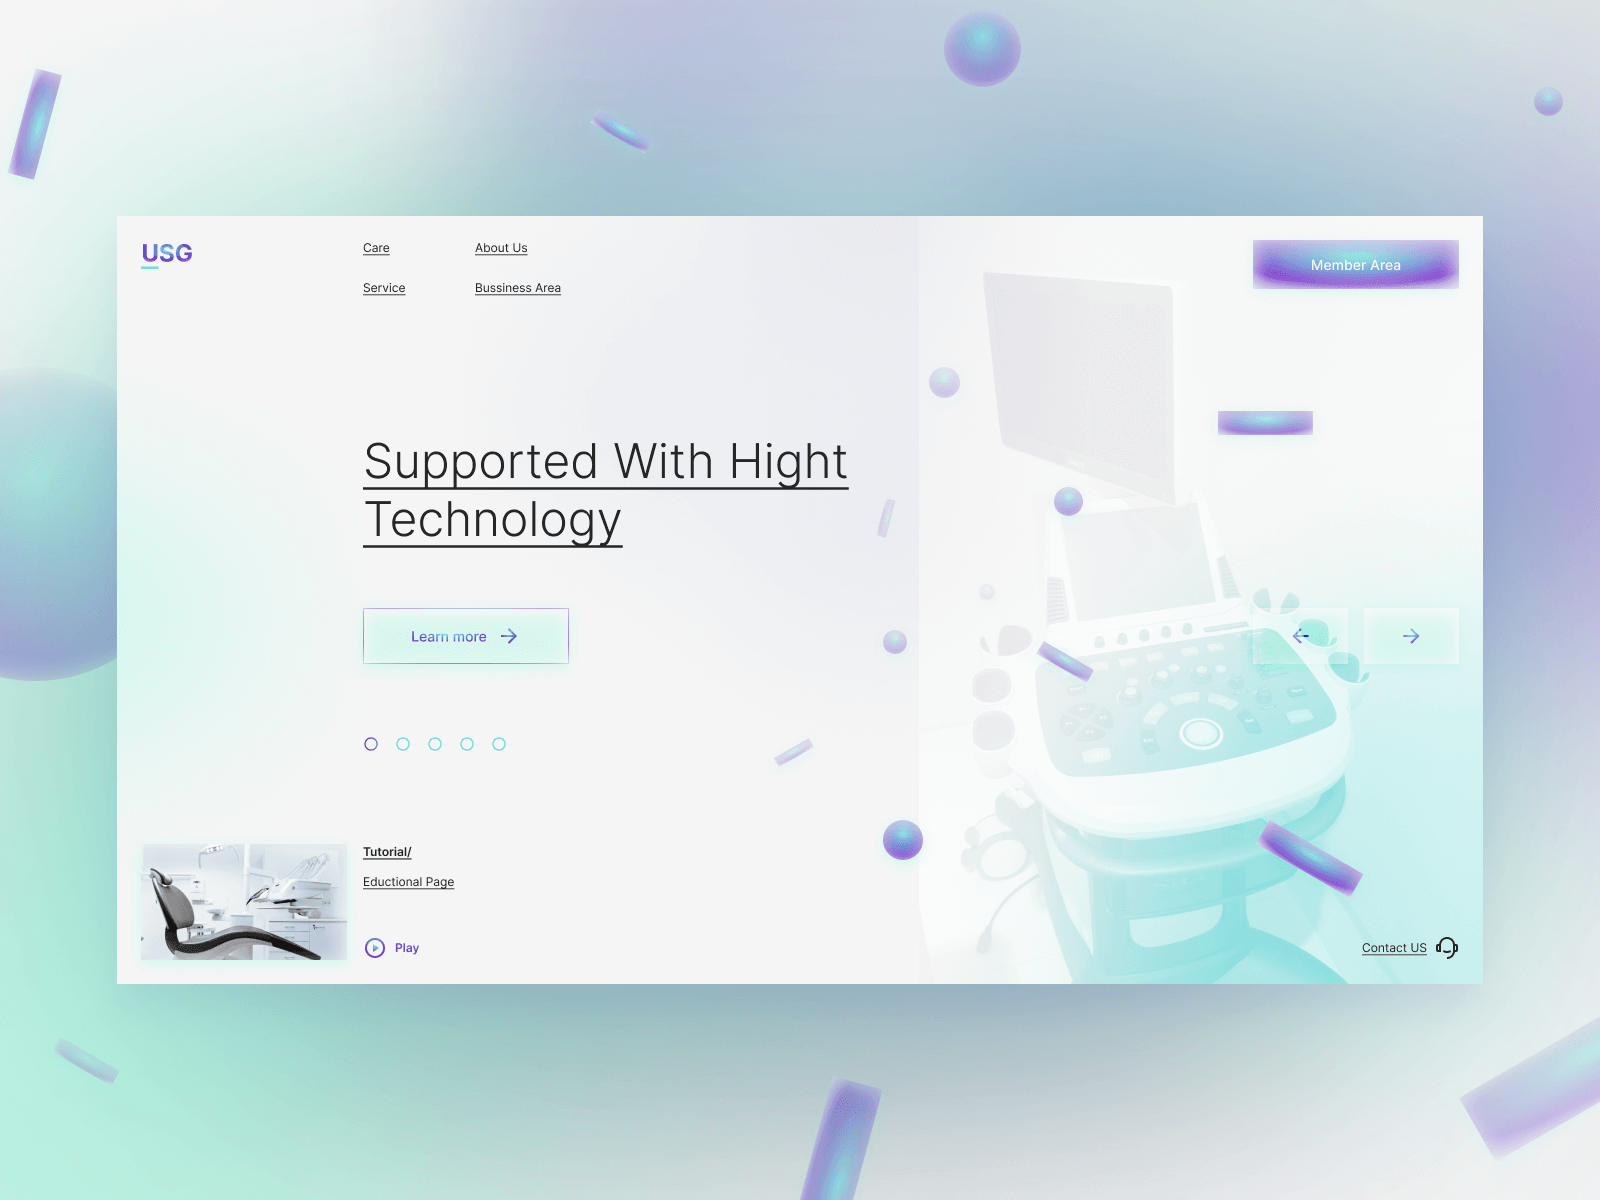 USG
Care
About Us
Service
Bussiness Area
Member Area
Supported With Hight
Technology
Learn more
Tutorial/
Eductional Page
Play
Contact US